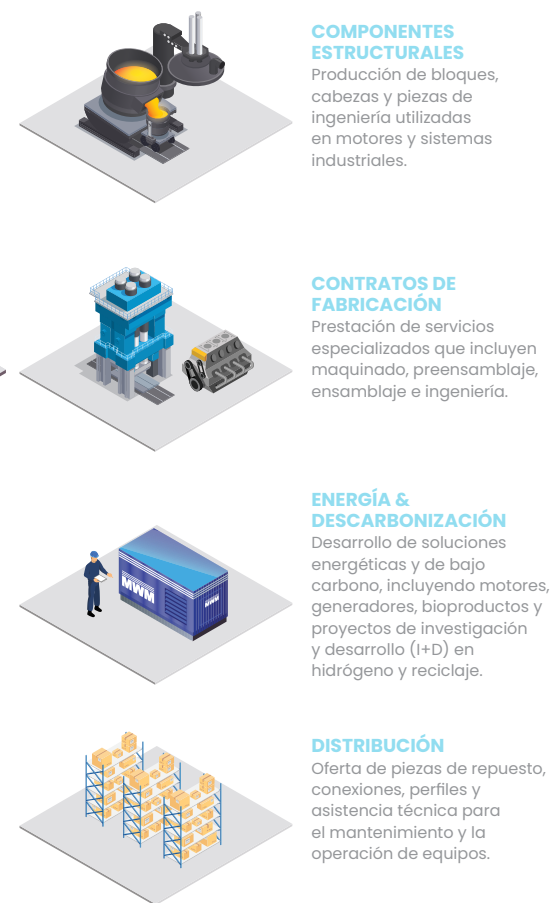 COMPONENTES
ESTRUCTURALES
Producción de bloques,
cabezas y piezas de
ingeniería utilizadas
en motores y sistemas
industriales.
CONTRATOS DE
FABRICACIÓN
Prestación de servicios
especializados que incluyen
maquinado, preensamblaje,
ensamblaje e ingeniería.
ENERGÍA &
DESCARBONIZACIÓN
Desarrollo de soluciones
energéticas y de bajo
carbono, incluyendo motores,
generadores, bioproductos y
proyectos de investigación
y desarrollo (I+D) en
hidrógeno y reciclaje.
MWM
MWM
DISTRIBUCIÓN
Oferta de piezas de repuesto,
conexiones, perfiles y
asistencia técnica para
el mantenimiento y la
operación de equipos.